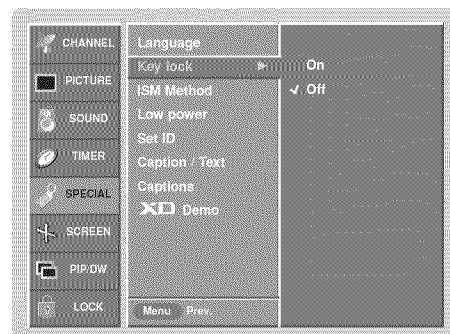 CHANNEL
PICTURE
SOUND
TIMER
SPECIAL
SCREEN
PIP/DW
LOCK
Language
Key lock
ISM Method
Low power
Set ID
Caption / Text
Captions
XD Demo
Menu Prev.
On
Off